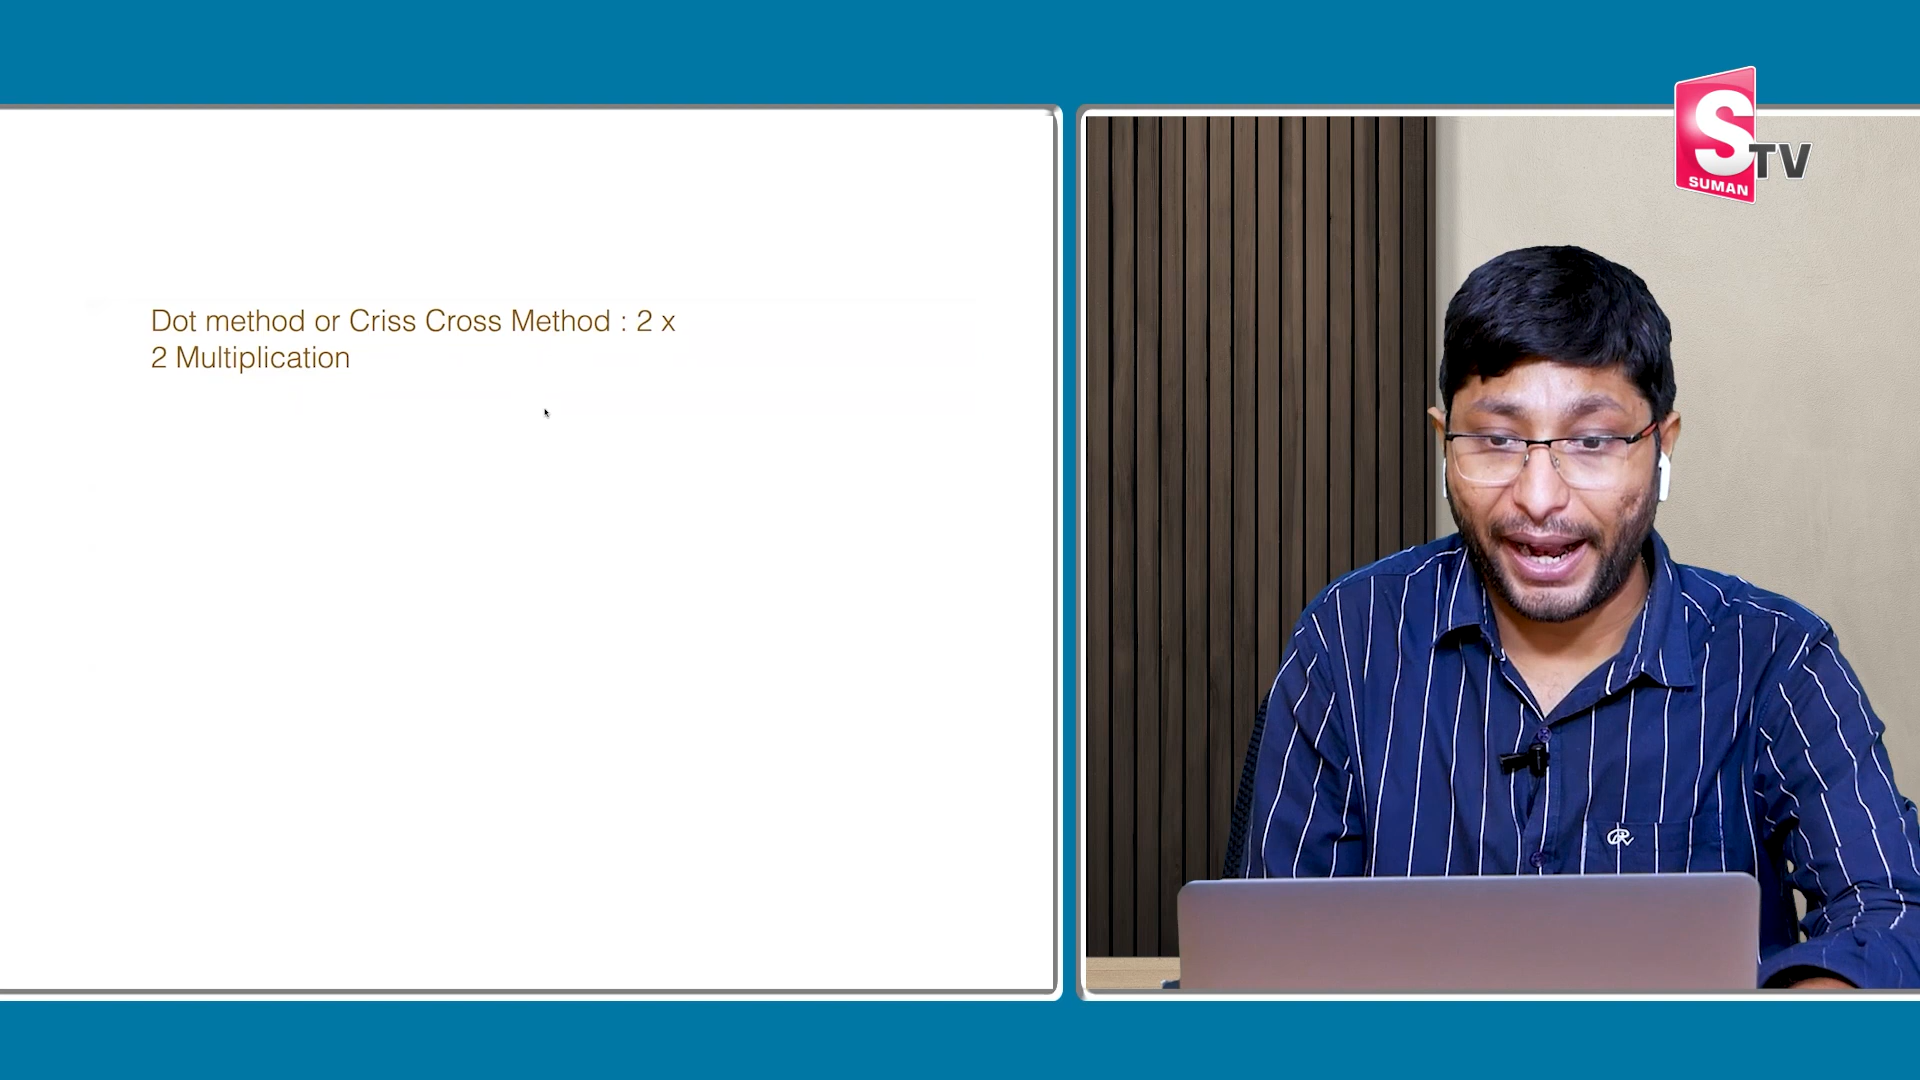 Dot method or Criss Cross Method : 2 x
2 Multiplication
S
TV
SUMAN